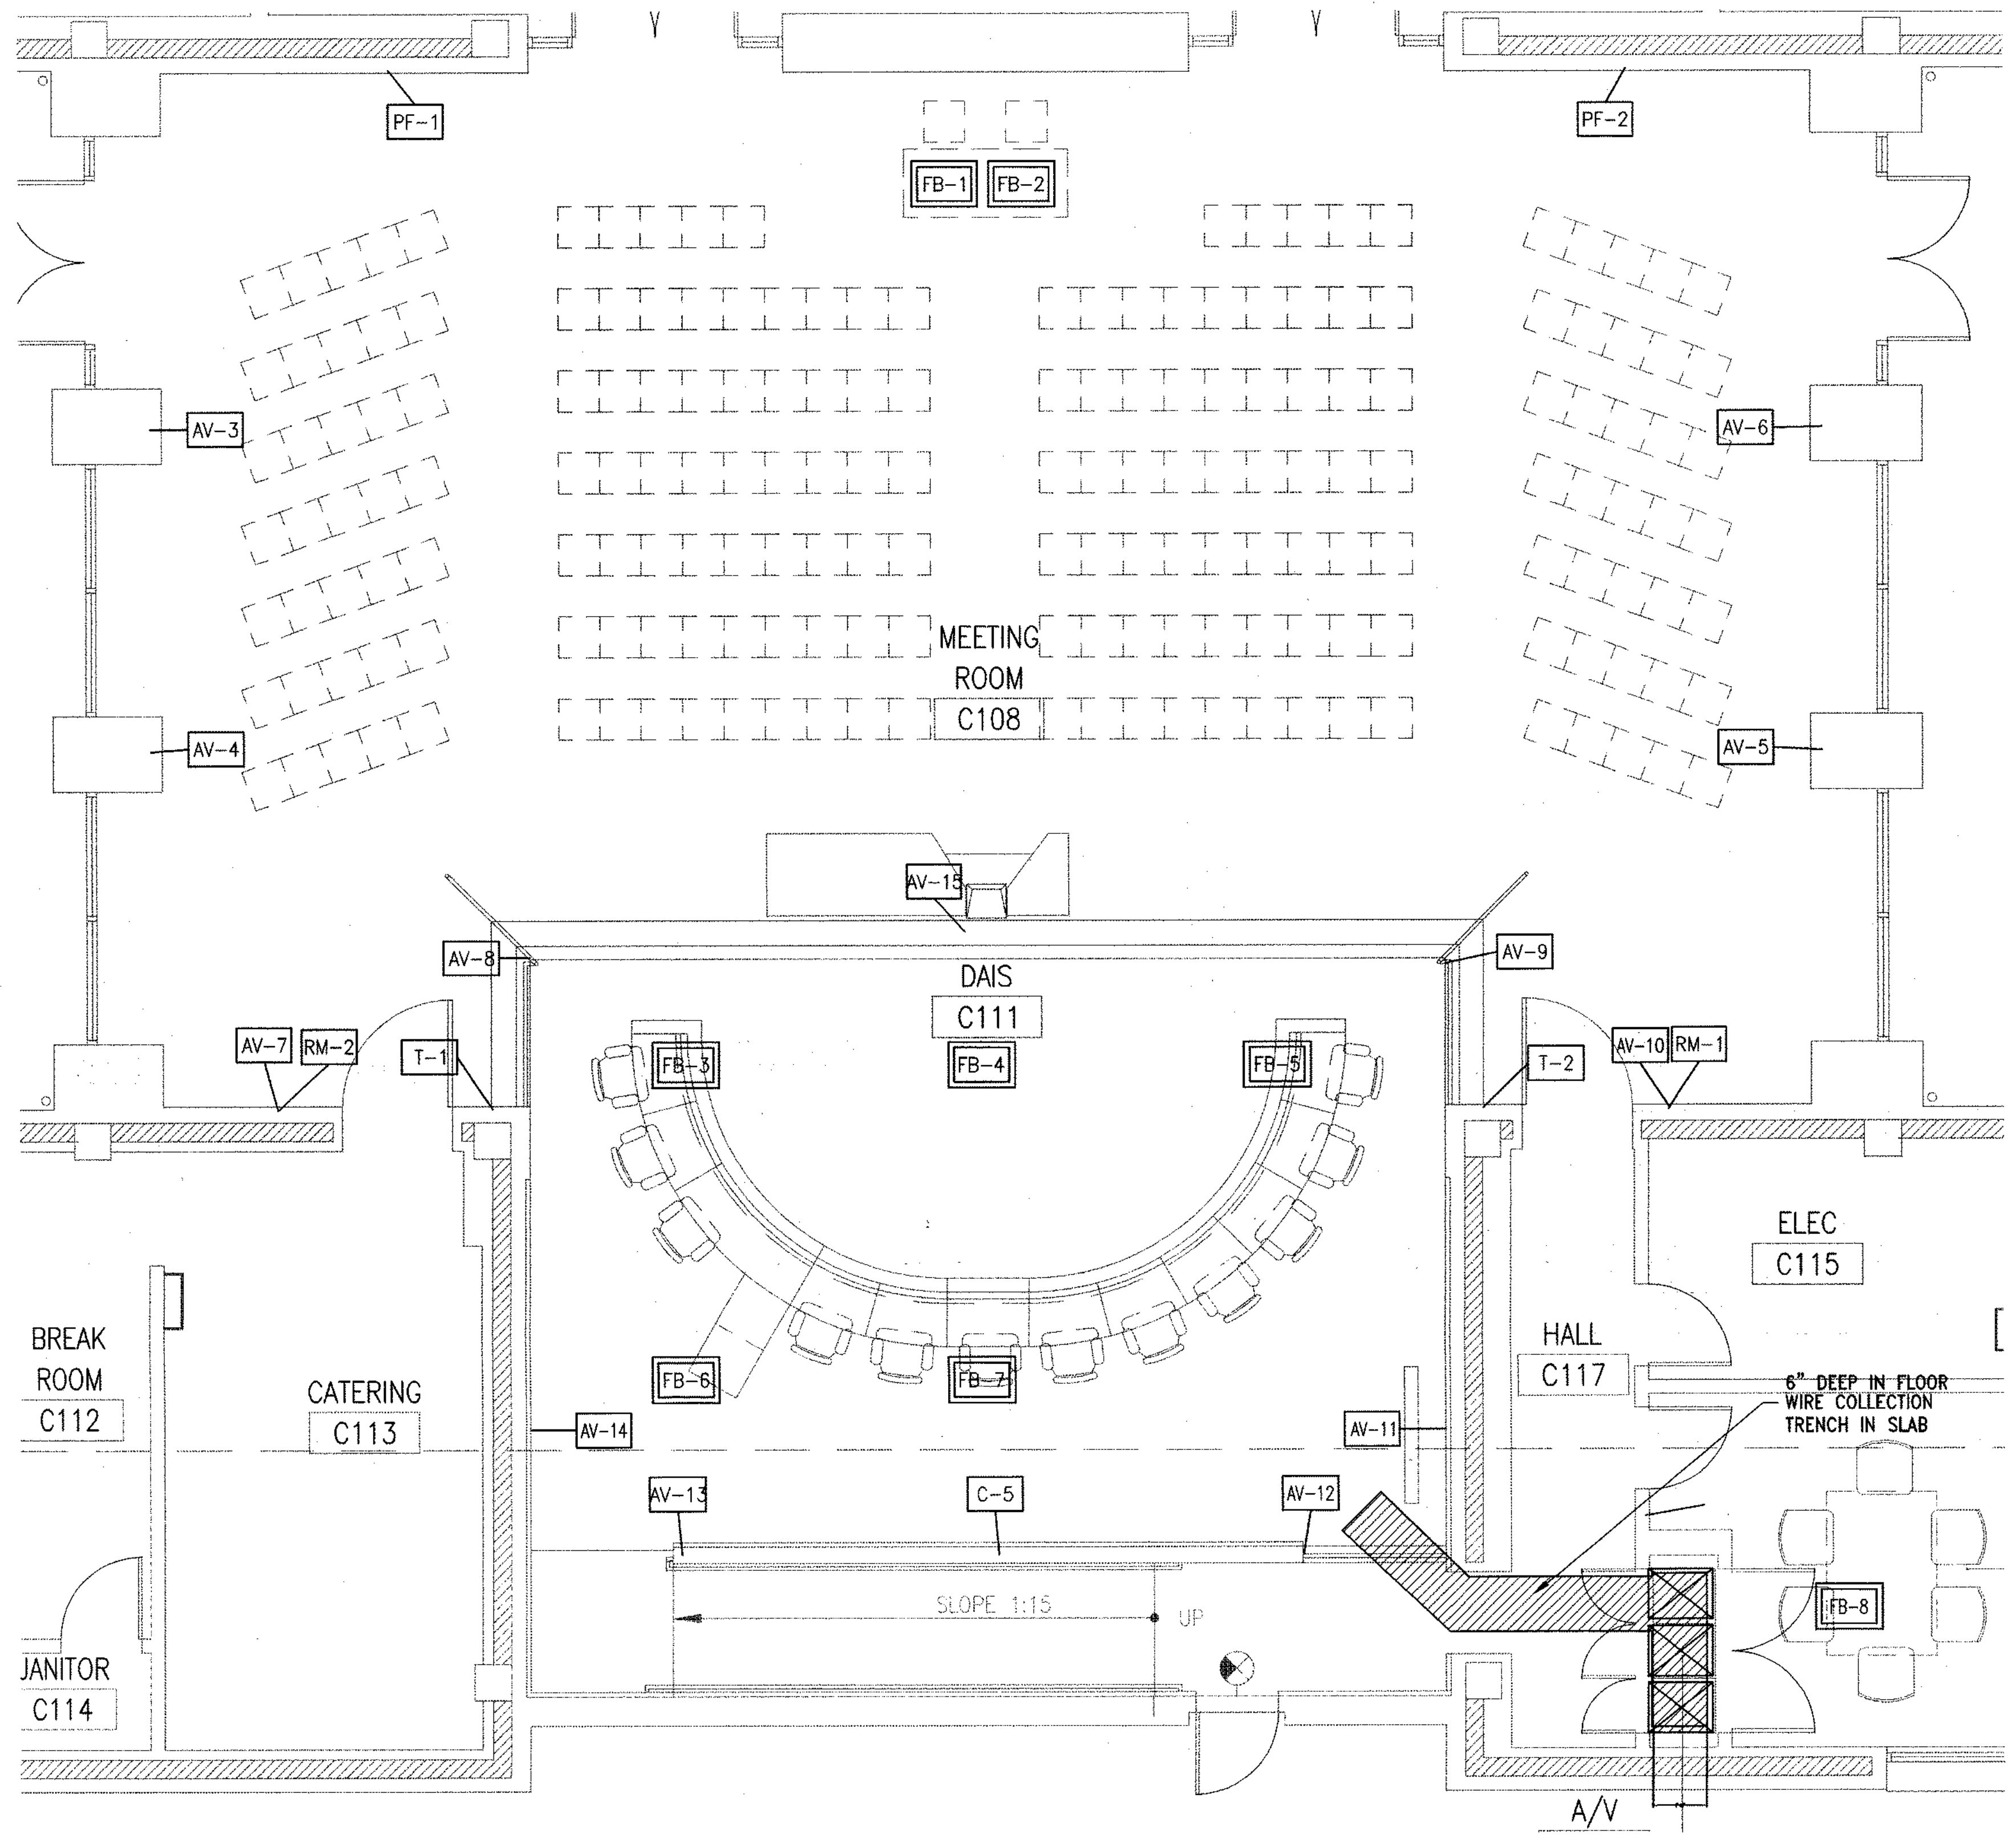 PF-1
PF-2
FB-1
FB-2
AV-3
AV-6
MEETING
ROOM
C108
AV-4
AV-5
AV-15
AV-8
AV-9
DAIS
C111
AV-7
RM-2
T-1
FB-3
FB-4
FB-5
T-2
AV-10
RM-1
ELEC
C115
BREAK
ROOM
C112
CATERING
C113
HALL
C117
6" DEEP IN FLOOR
WIRE COLLECTION
TRENCH IN SLAB
FB-6
FB-7
AV-14
AV-11
AV-13
C-5
AV-12
SLOPE 1:15
UP
FB-8
JANITOR
C114
A/V